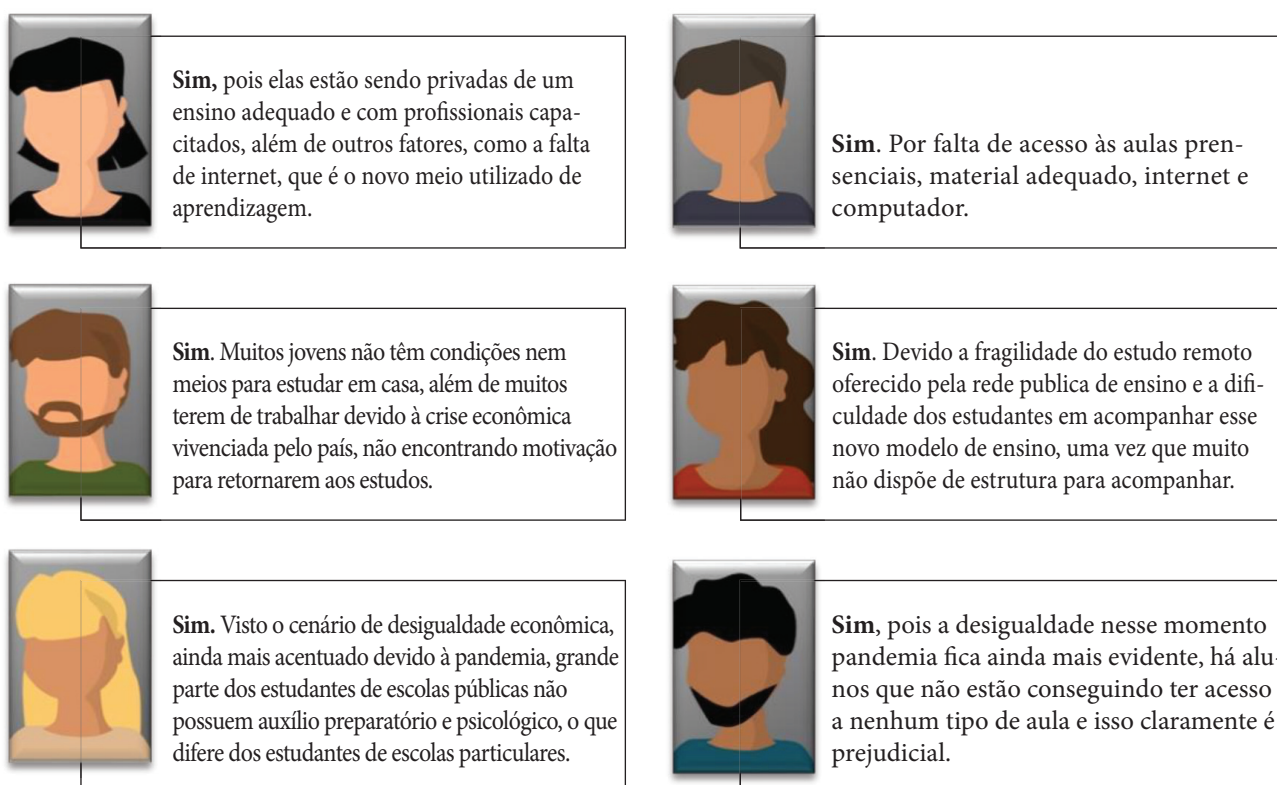 Sim, pois elas estão sendo privadas de um
ensino adequado e com profissionais capa-
citados, além de outros fatores, como a falta
de internet, que é o novo meio utilizado de
aprendizagem.
Sim. Por falta de acesso às aulas pren-
senciais, material adequado, internet e
computador.
Sim. Muitos jovens não têm condições nem
meios para estudar em casa, além de muitos
terem de trabalhar devido à crise econômica
vivenciada pelo país, não encontrando motivação
para retornarem aos estudos.
Sim. Devido a fragilidade do estudo remoto
oferecido pela rede publica de ensino e a difi-
culdade dos estudantes em acompanhar esse
novo modelo de ensino, uma vez que muito
não dispõe de estrutura para acompanhar.
Sim. Visto o cenário de desigualdade econômica,
ainda mais acentuado devido à pandemia, grande
parte dos estudantes de escolas públicas não
possuem auxílio preparatório e psicológico, o que
difere dos estudantes de escolas particulares.
Sim, pois a desigualdade nesse momento
pandemia fica ainda mais evidente, há alu-
nos que não estão conseguindo ter acesso
a nenhum tipo de aula e isso claramente é
prejudicial.